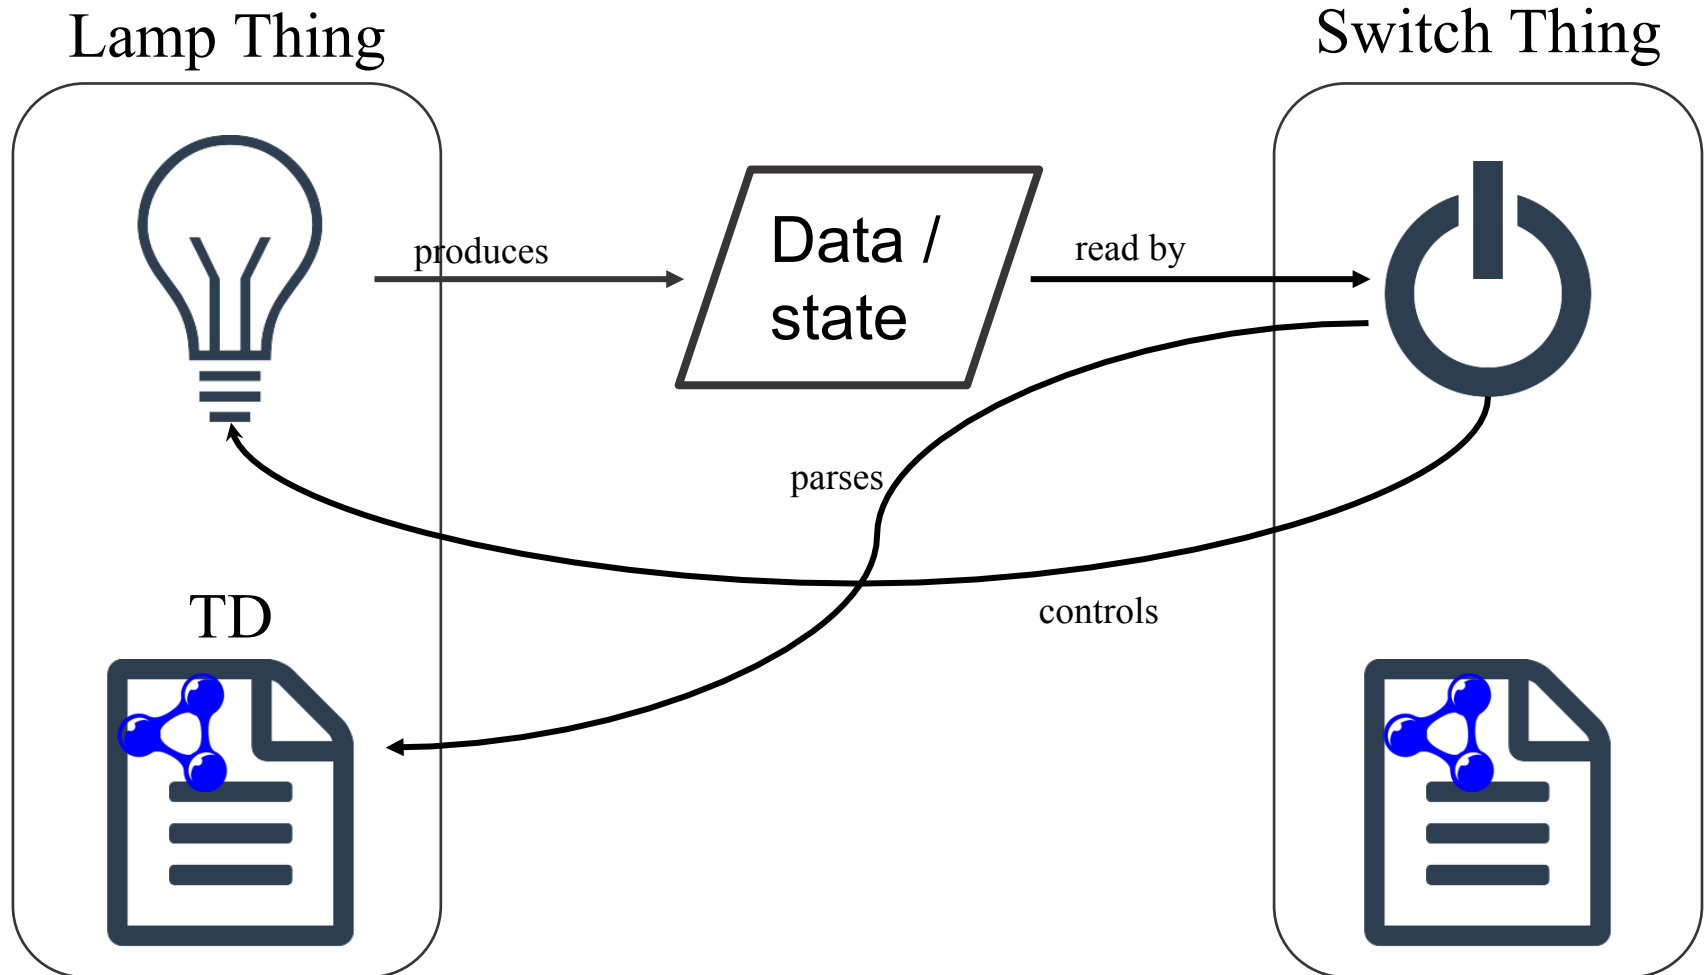 Lamp Thing
Switch Thing
produces
Data /
state
read by
parses
controls
TD